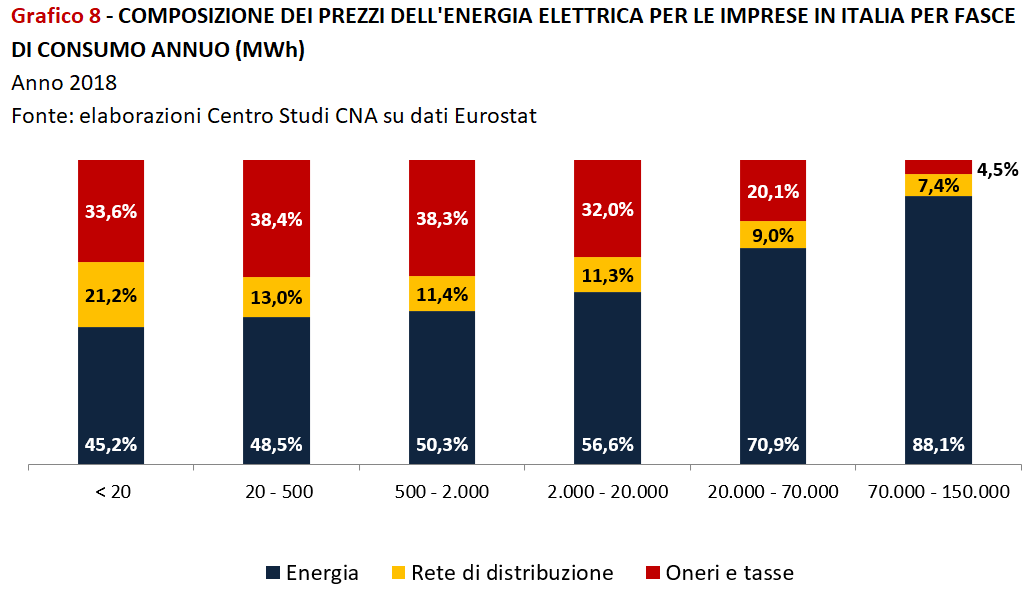 Grafico 8 - COMPOSIZIONE DEI PREZZI DELL'ENERGIA ELETTRICA PER LE IMPRESE IN ITALIA PER FASCE
DI CONSUMO ANNUO (MWh)
Anno 2018
Fonte: elaborazioni Centro Studi CNA su dati Eurostat
33,6% 38,4% 38,3% 32,0% 20,1% 4,5%
21,2% 13,0% 11,4% 11,3% 9,0% 7,4%
45,2% 48,5% 50,3% 56,6% 70,9% 88,1%
< 20 20 - 500 500 - 2.000 2.000 - 20.000 20.000 - 70.000 70.000 - 150.000
Energia Rete di distribuzione Oneri e tasse